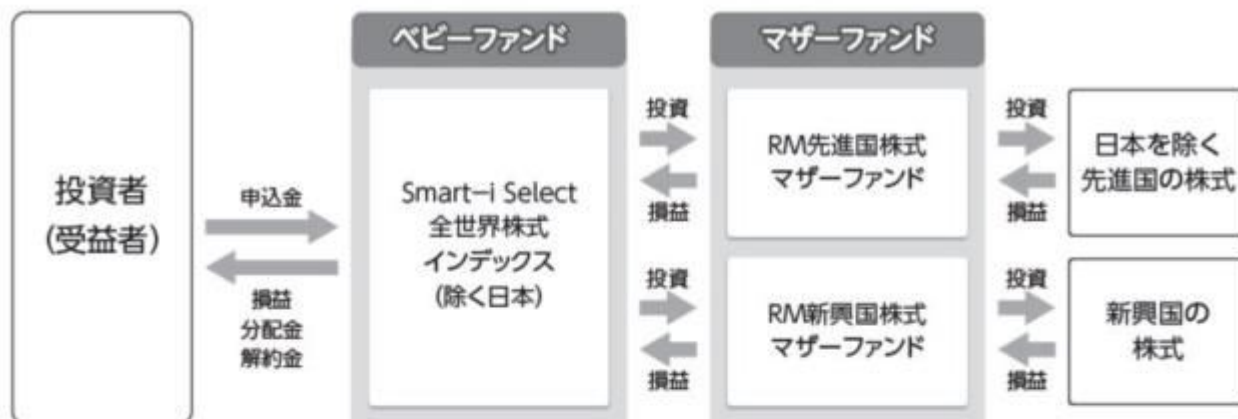 ベビーファンド
マザーファンド
投資者
(受益者)
申込金
損益
分配金
解約金
Smart-i Select
全世界株式
インデックス
(除く日本)
投資
損益
投資
損益
RM先進国株式
マザーファンド
RM新興国株式
マザーファンド
投資
損益
投資
損益
日本を除く
先進国の株式
新興国の
株式